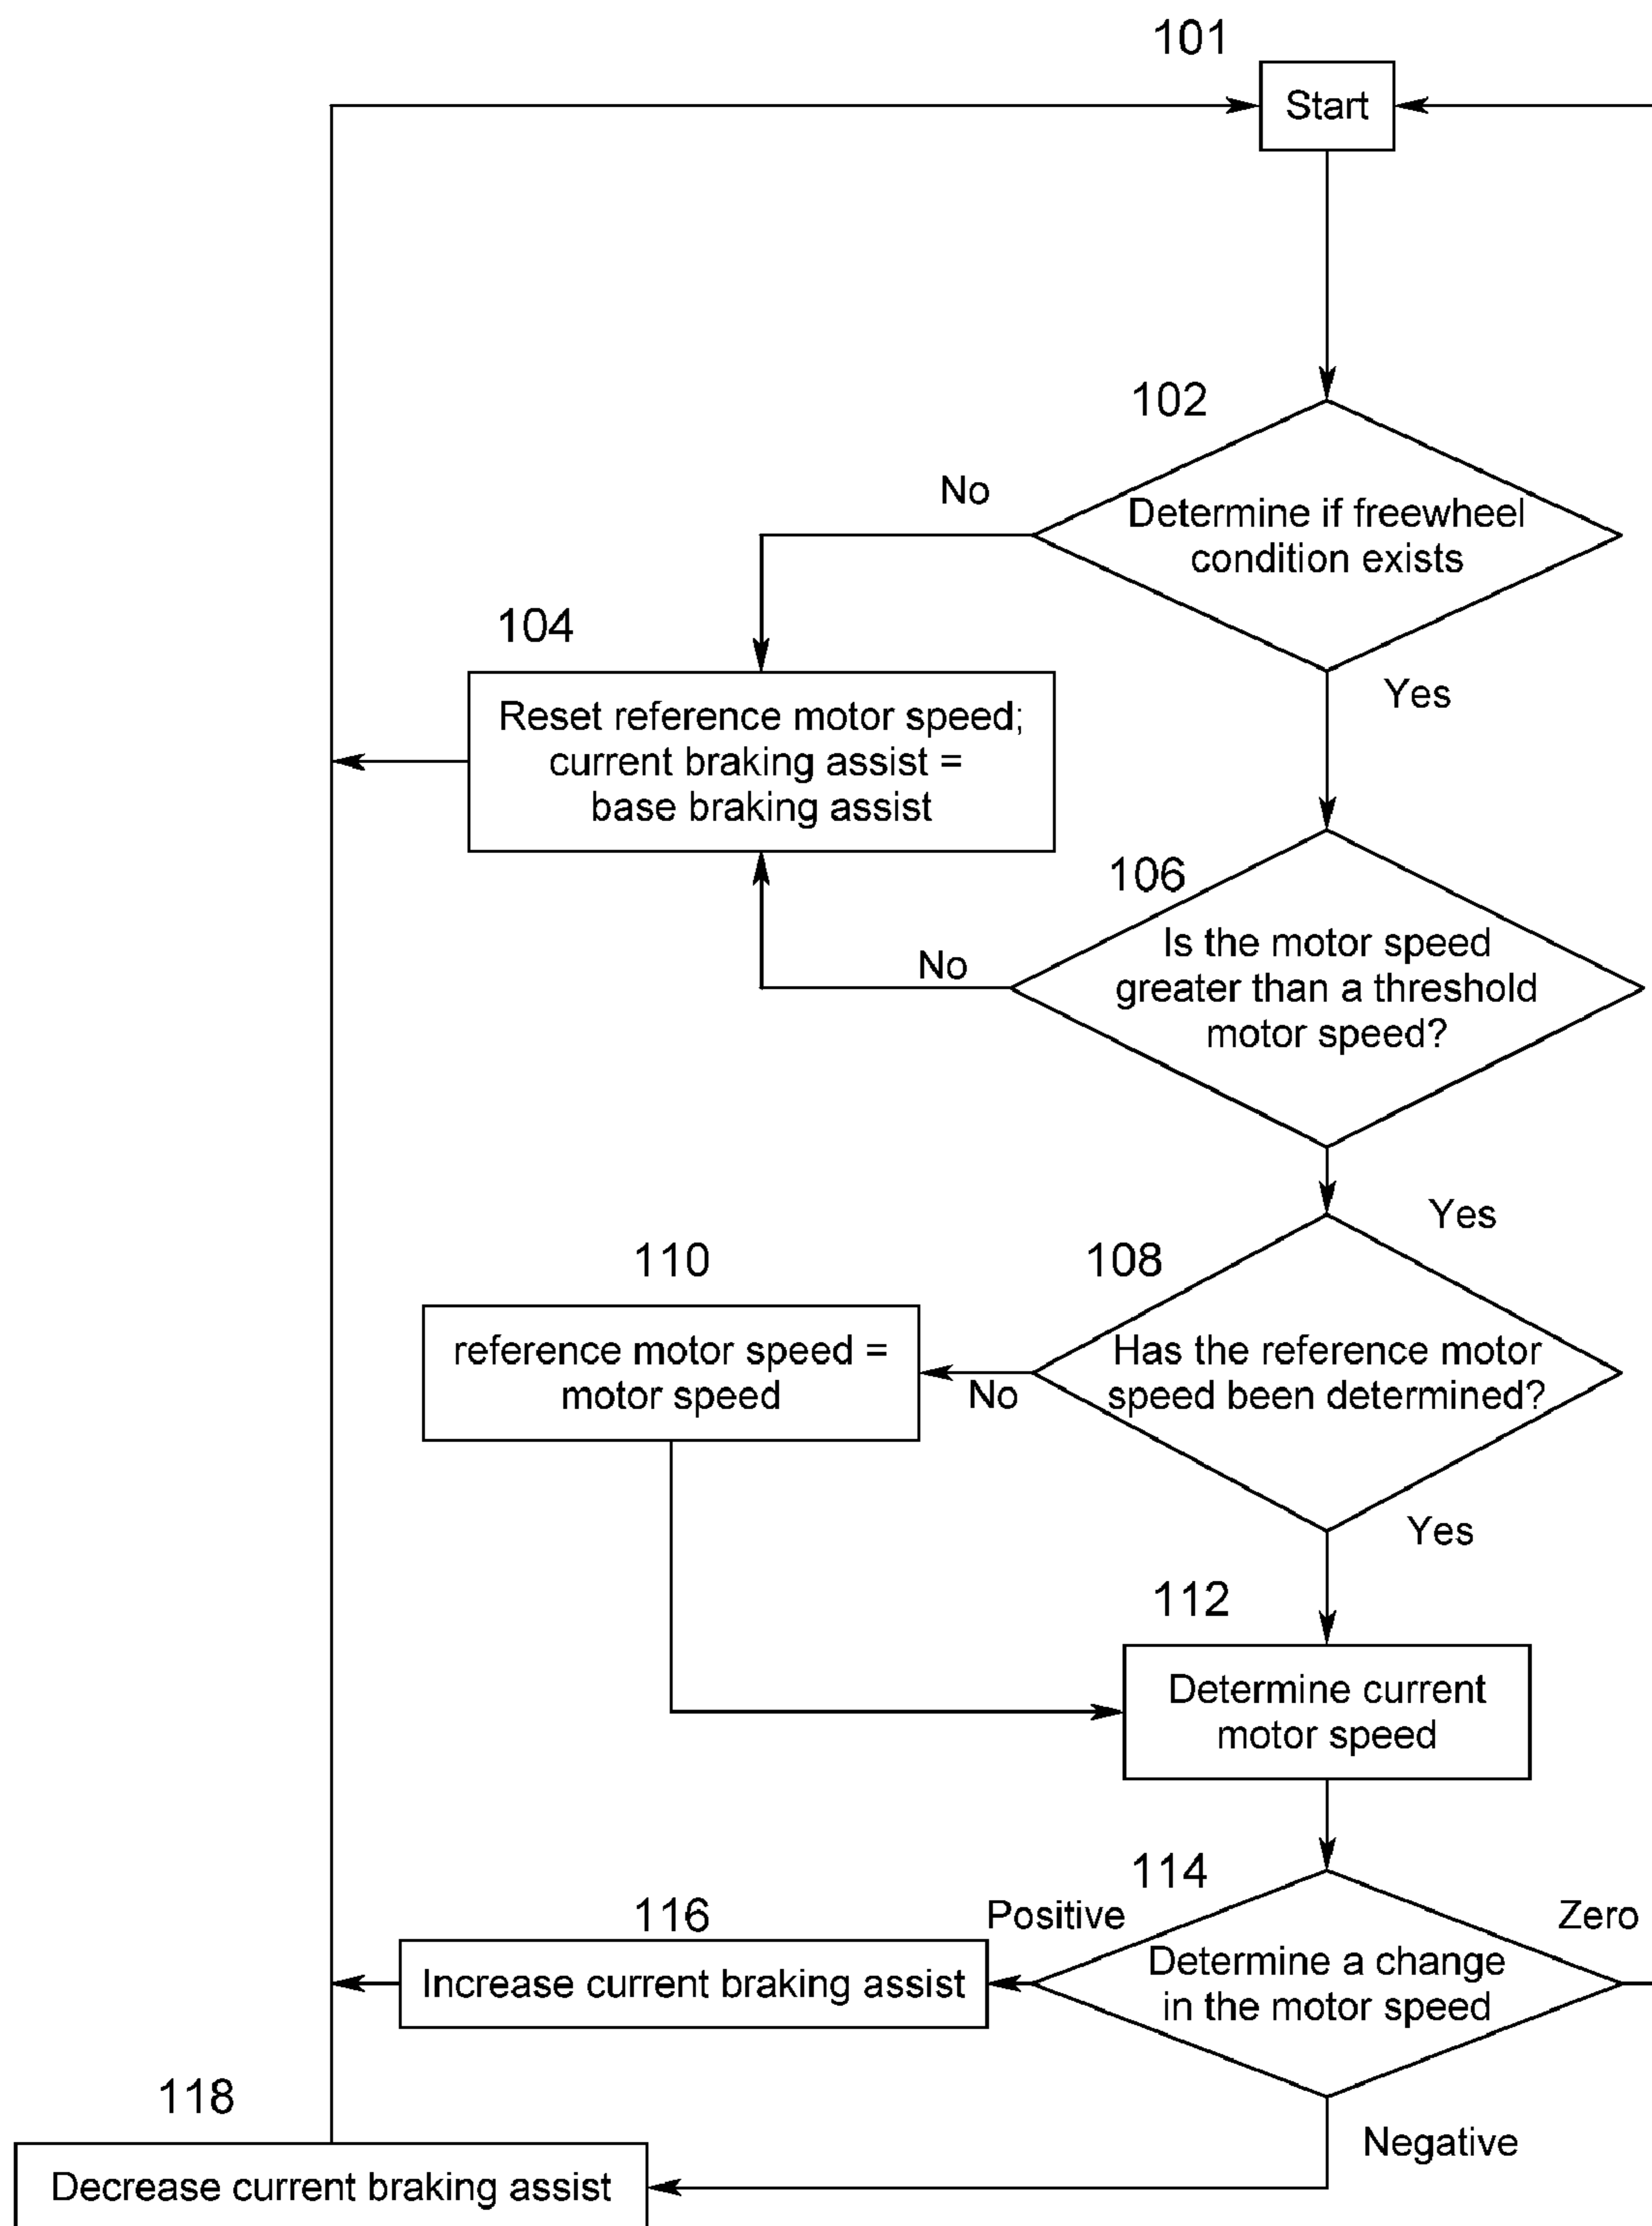 101
Start
102
No
Determine if freewheel
condition exists
Yes
104
Reset reference motor speed;
current braking assist =
base braking assist
106
No
Is the motor speed
greater than a threshold
motor speed?
Yes
110
108
reference motor speed =
motor speed
No
Has the reference motor
speed been determined?
Yes
112
Determine current
motor speed
114
116
Positive
Zero
Increase current braking assist
Determine a change
in the motor speed
118
Negative
Decrease current braking assist